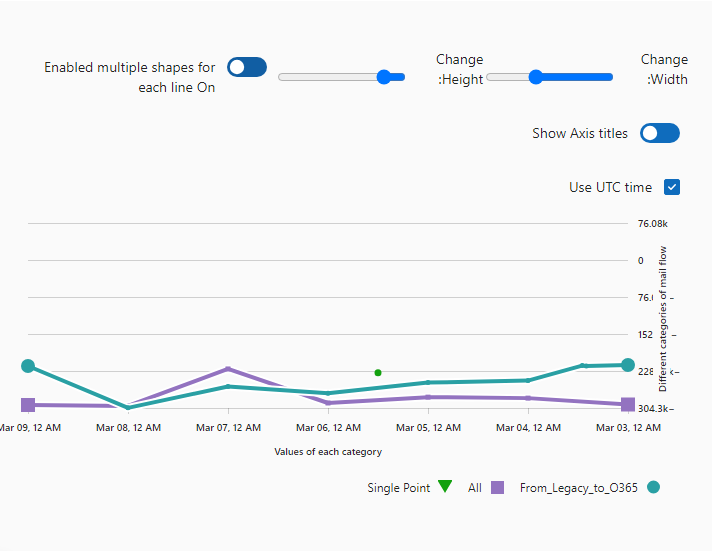 Enabled multiple shapes for
each line On
Change
:Height
Change
:Width
Show Axis titles
Use UTC time
76.08k
0
76.0 –
152 –
228 k–
304.3k–
Different categories of mail flow
Mar 09, 12 AM
Mar 08, 12 AM
Mar 07, 12 AM
Mar 06, 12 AM
Mar 05, 12 AM
Mar 04, 12 AM
Mar 03, 12 AM
Values of each category
Single Point
All
From_Legacy_to_O365